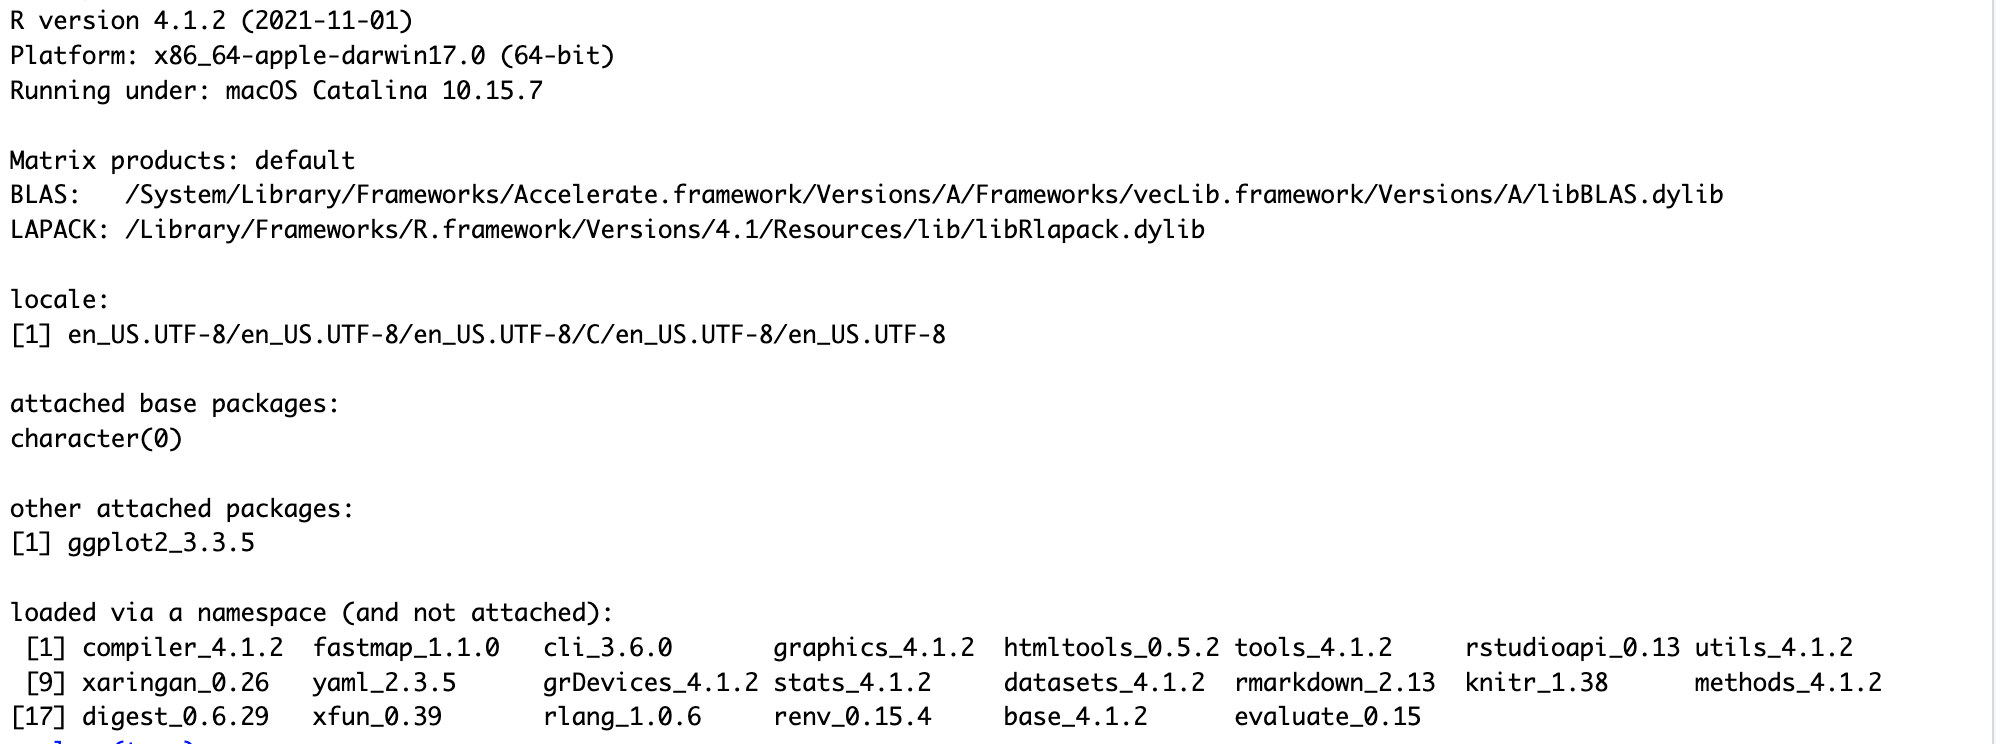 R version 4.1.2 (2021-11-01)
Platform: x86_64-apple-darwin17.0 (64-bit)
Running under: macOS Catalina 10.15.7
Matrix products: default
BLAS:   /System/Library/Frameworks/Accelerate.framework/Versions/A/Frameworks/vecLib.framework/Versions/A/libBLAS.dylib
LAPACK: /Library/Frameworks/R.framework/Versions/4.1/Resources/lib/libRlapack.dylib
locale:
[1] en_US.UTF-8/en_US.UTF-8/en_US.UTF-8/C/en_US.UTF-8/en_US.UTF-8
attached base packages:
character(0)
other attached packages:
[1] ggplot2_3.3.5
loaded via a namespace (and not attached):
 [1] compiler_4.1.2  fastmap_1.1.0   cli_3.6.0       graphics_4.1.2  htmltools_0.5.2 tools_4.1.2     rstudioapi_0.13 utils_4.1.2
 [9] xaringan_0.26   yaml_2.3.5      grDevices_4.1.2 stats_4.1.2     datasets_4.1.2  rmarkdown_2.13  knitr_1.38      methods_4.1.2
[17] digest_0.6.29   xfun_0.39       rlang_1.0.6     renv_0.15.4     base_4.1.2      evaluate_0.15